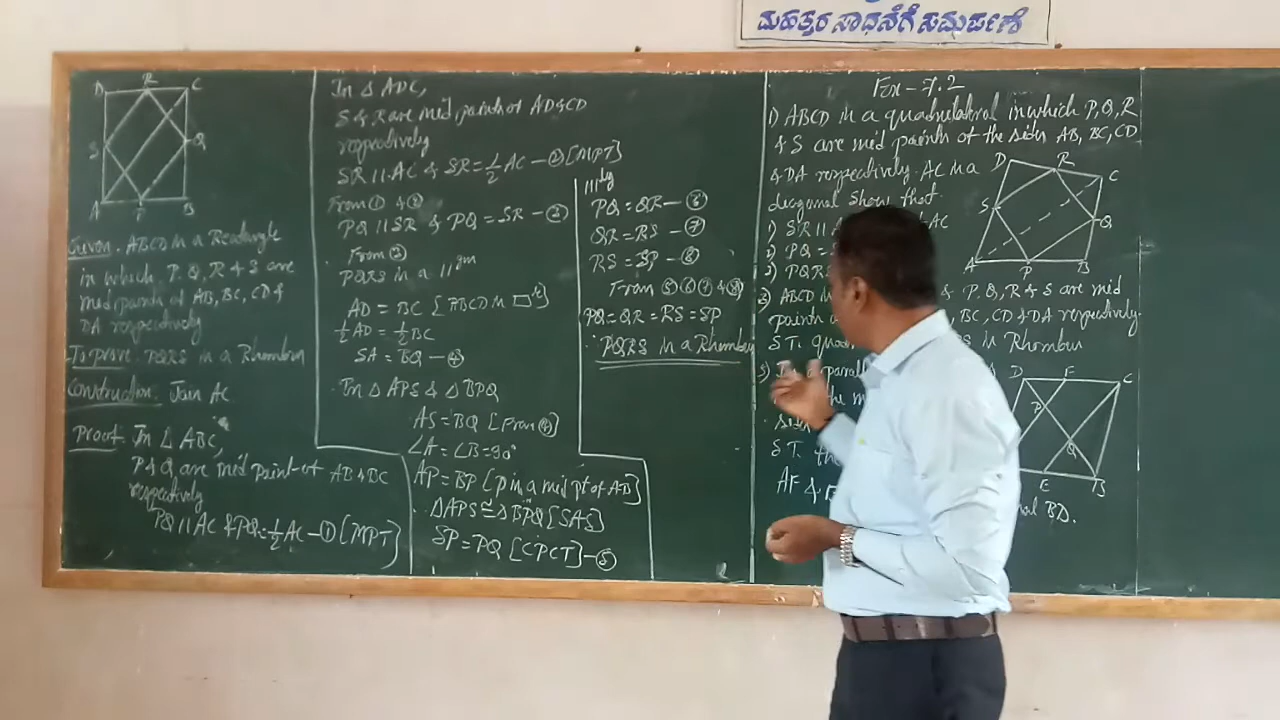 ಮಹತ್ತರ ಸಾಧನೆಗೆ ಸಮರ್ಪಣೆ
D R C
S Q
A P B
Given. ABCD is a Rectangle
in which P, Q, R & S are
mid points of AB, BC, CD &
DA respectively
To prove. PQRS is a Rhombus
Construction. Join AC
Proof. In △ ABC,
P & Q are mid point of AB & BC
respectively
PQ || AC & PQ = 1/2 AC - ① [MPT]
In △ ADC,
S & R are mid points of AD & CD
respectively
SR || AC & SR = 1/2 AC - ② [MPT]
From ① & ②
PQ || SR & PQ = SR - ③
From ③
PQRS is a ||gm
AD = BC [ABCD is
1/2 AD = 1/2 BC
SA = BQ - ④
In △ APS & △ BPQ
AS = BQ [From ④]
∠A = ∠B = 90°
AP = BP [P is a mid pt of AB]
∴ △APS ≅ △BPQ [SAS]
SP = PQ [CPCT] - ⑤
|||ly
PQ = QR - ⑥
QR = RS - ⑦
RS = SP - ⑧
From ⑤ ⑥ ⑦ & ⑧
PQ = QR = RS = SP
∴ PQRS is a Rhombus
Ex - 7.2
1) ABCD is a quadrilateral in which P, Q, R
& S are mid points of the sides AB, BC, CD
& DA respectively. AC is a
diagonal Show that
1) SR || AC
2) PQ =
3) PQRS
D R C
S Q
A P B
2) ABCD is & P, Q, R & S are mid
points BC, CD & DA respectively.
S.T. quad is Rhombus
3) In a parall
the m
S.T. the
AF & BD.
D F C
P
Q
E B